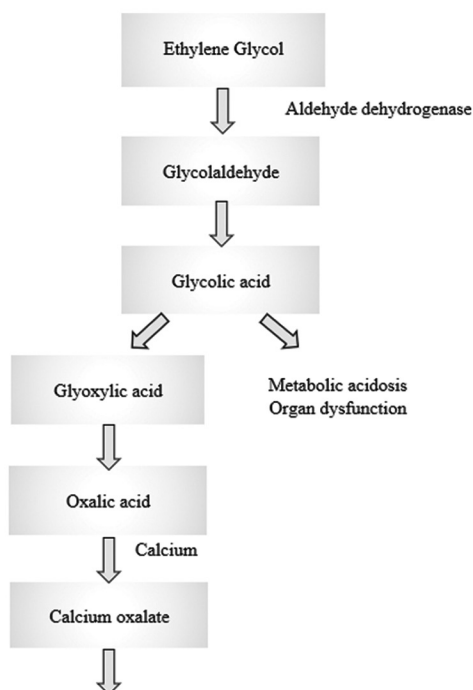 Ethylene Glycol
Aldehyde dehydrogenase
Glycolaldehyde
Glycolic acid
Glyoxylic acid
Metabolic acidosis
Organ dysfunction
Oxalic acid
Calcium
Calcium oxalate